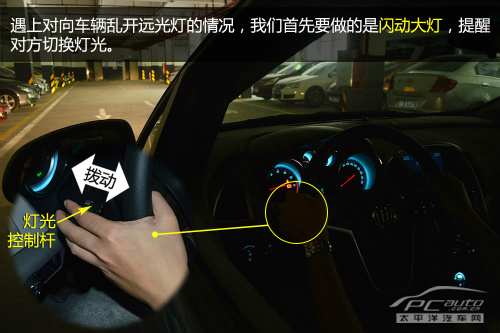 遇上对向车辆乱开远光灯的情况，我们首先要做的是闪动大灯，提醒
对方切换灯光。
拨动
灯光
控制杆
PCauto
.com.cn
太平洋汽车网